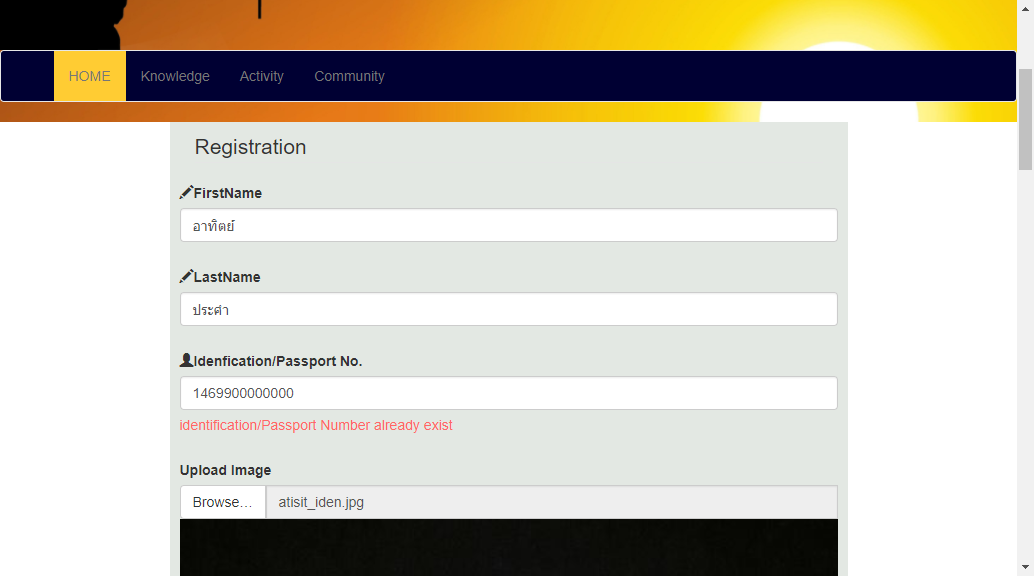 HOME Knowledge Activity Community
Registration
FirstName
อาทิตย์
LastName
ประศำ
Idenfication/Passport No.
1469900000000
identification/Passport Number already exist
Upload Image
Browse… atisit_iden.jpg